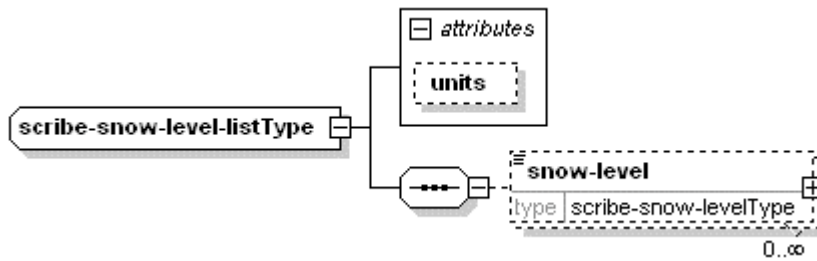 attributes
units
scribe-snow-level-listType
snow-level
type scribe-snow-levelType
0..∞